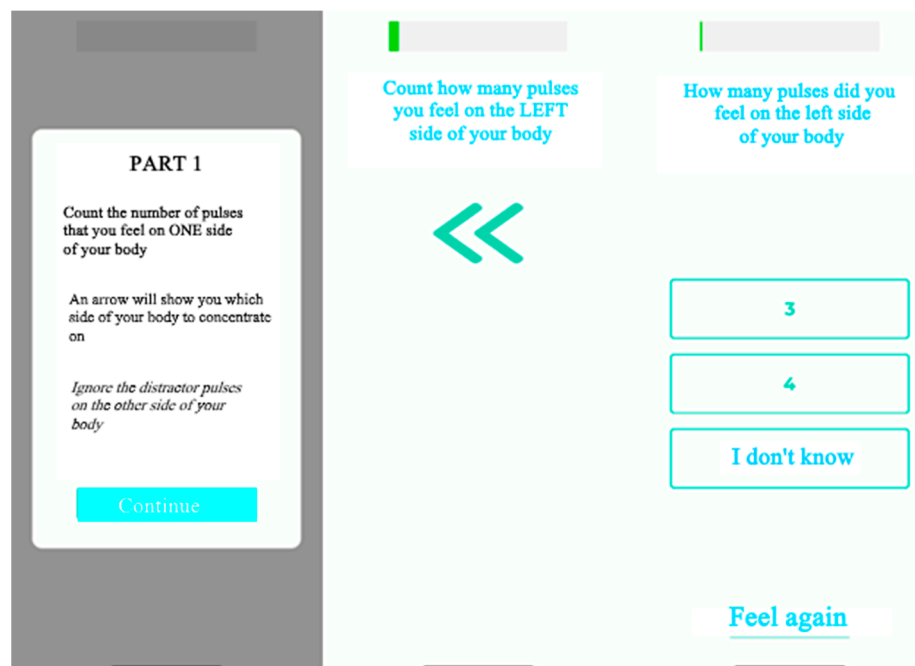 PART 1
Count the number of pulses
that you feel on ONE side
of your body
An arrow will show you which
side of your body to concentrate
on
Ignore the distractor pulses
on the other side of your
body
Continue
Count how many pulses
you feel on the LEFT
side of your body
How many pulses did you
feel on the left side
of your body
3
4
I don't know
Feel again